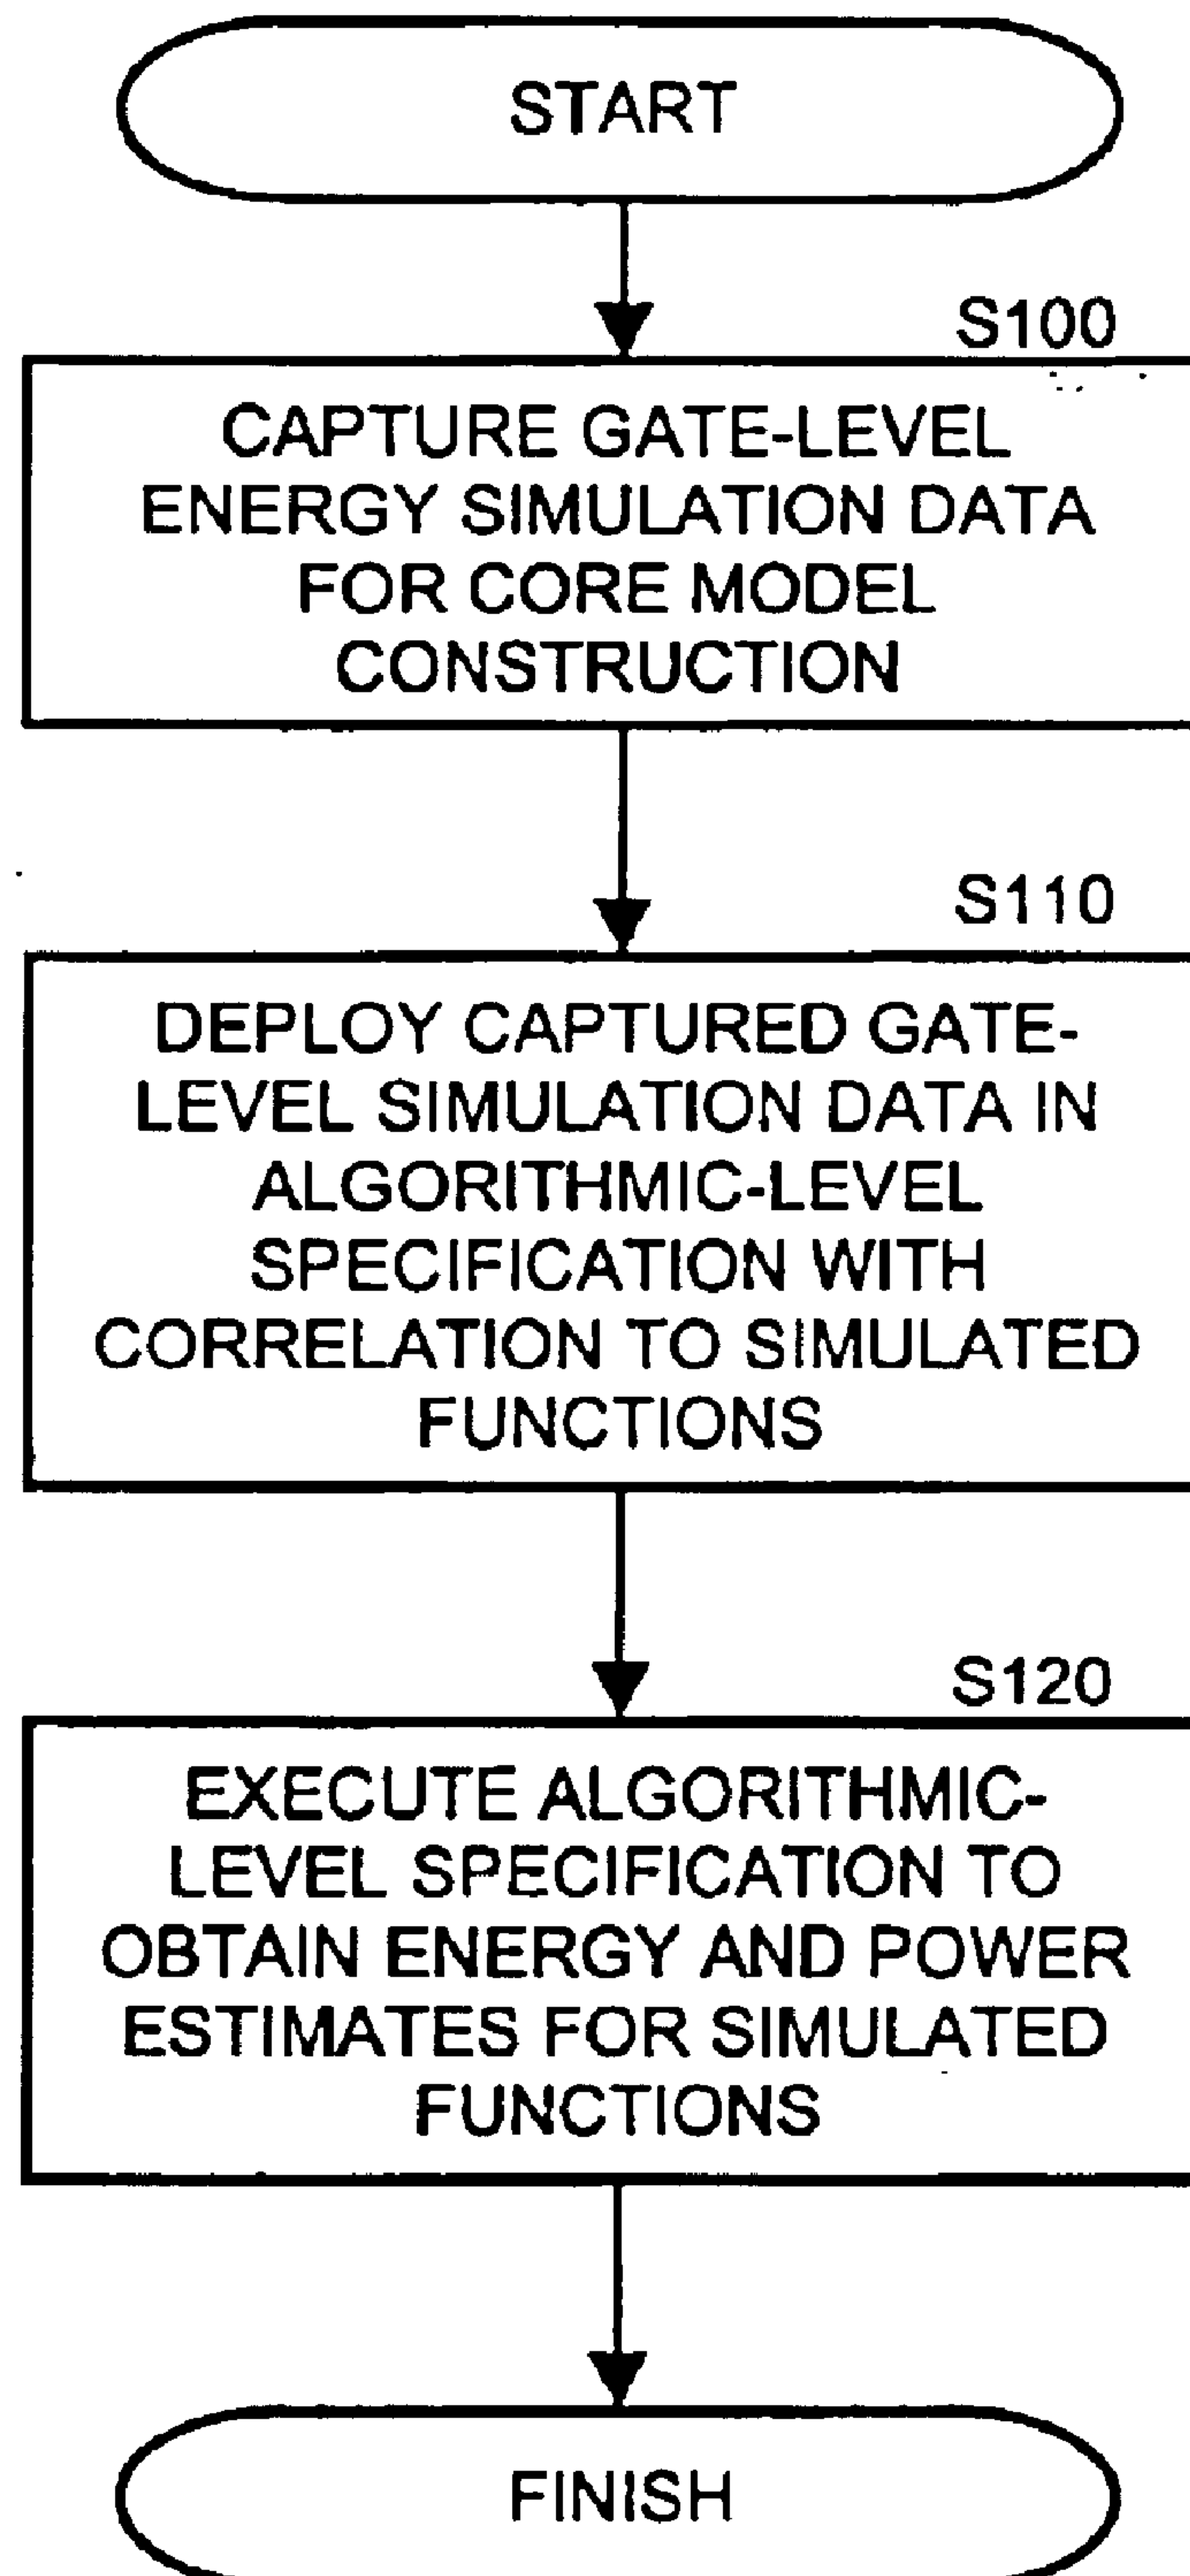 START
S100
CAPTURE GATE-LEVEL
ENERGY SIMULATION DATA
FOR CORE MODEL
CONSTRUCTION
S110
DEPLOY CAPTURED GATE-
LEVEL SIMULATION DATA IN
ALGORITHMIC-LEVEL
SPECIFICATION WITH
CORRELATION TO SIMULATED
FUNCTIONS
S120
EXECUTE ALGORITHMIC-
LEVEL SPECIFICATION TO
OBTAIN ENERGY AND POWER
ESTIMATES FOR SIMULATED
FUNCTIONS
FINISH